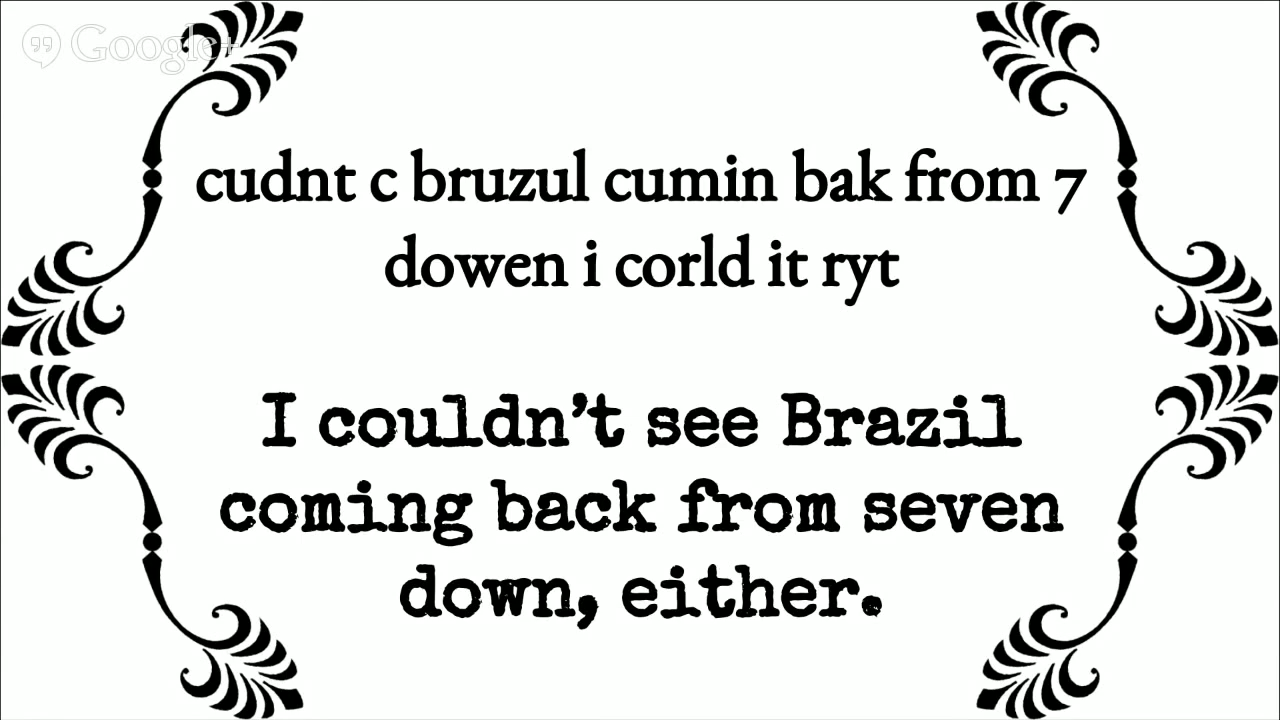 Google+
cudnt c bruzul cumin bak from 7
dowen i corld it ryt
I couldn't see Brazil
coming back from seven
down, either.